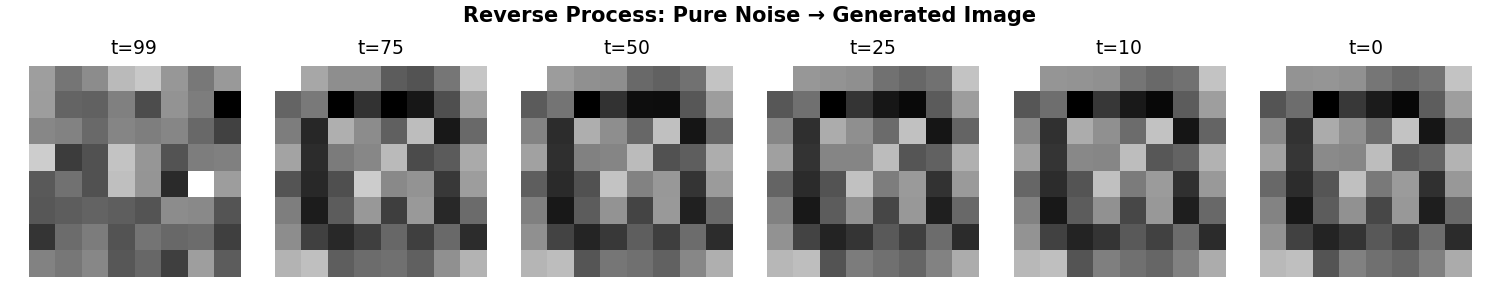 Reverse Process: Pure Noise → Generated Image
t=99 t=75 t=50 t=25 t=10 t=0